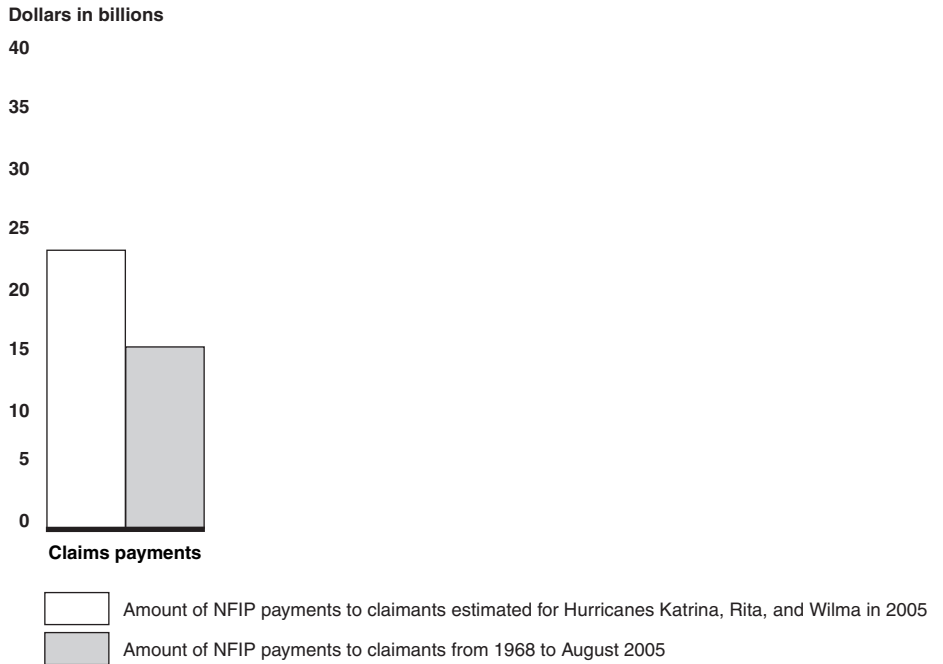 Dollars in billions
40
35
30
25
20
15
10
5
0
Claims payments
Amount of NFIP payments to claimants estimated for Hurricanes Katrina, Rita, and Wilma in 2005
Amount of NFIP payments to claimants from 1968 to August 2005